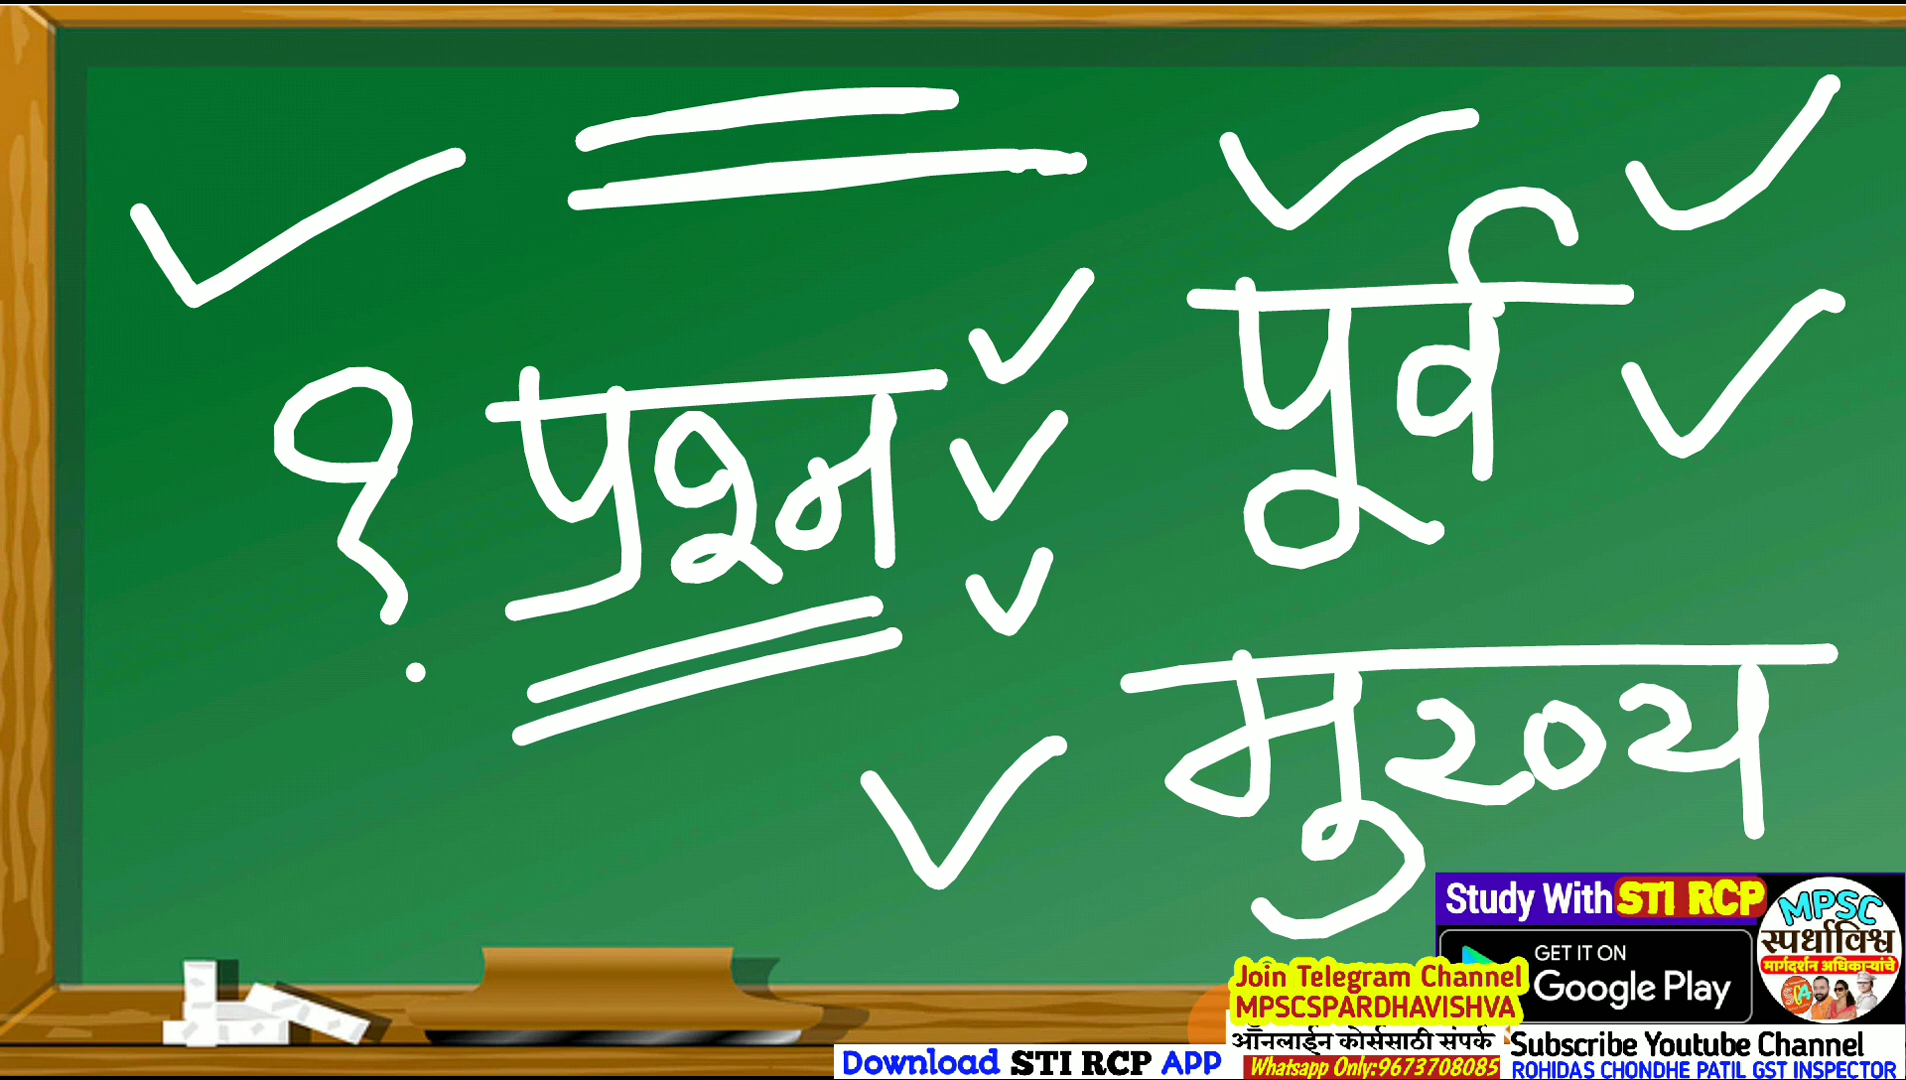 पूर्व
१ प्रश्न
मुख्य
Study With STI RCP
MPSC
स्पर्धाविश्व
मार्गदर्शन अधिकाऱ्यांचे
GET IT ON
Google Play
Join Telegram Channel
MPSCSPARDHAVISHVA
ऑनलाईन कोर्ससाठी संपर्क
Whatsapp Only:9673708085
Download STI RCP APP
Subscribe Youtube Channel
ROHIDAS CHONDHE PATIL GST INSPECTOR